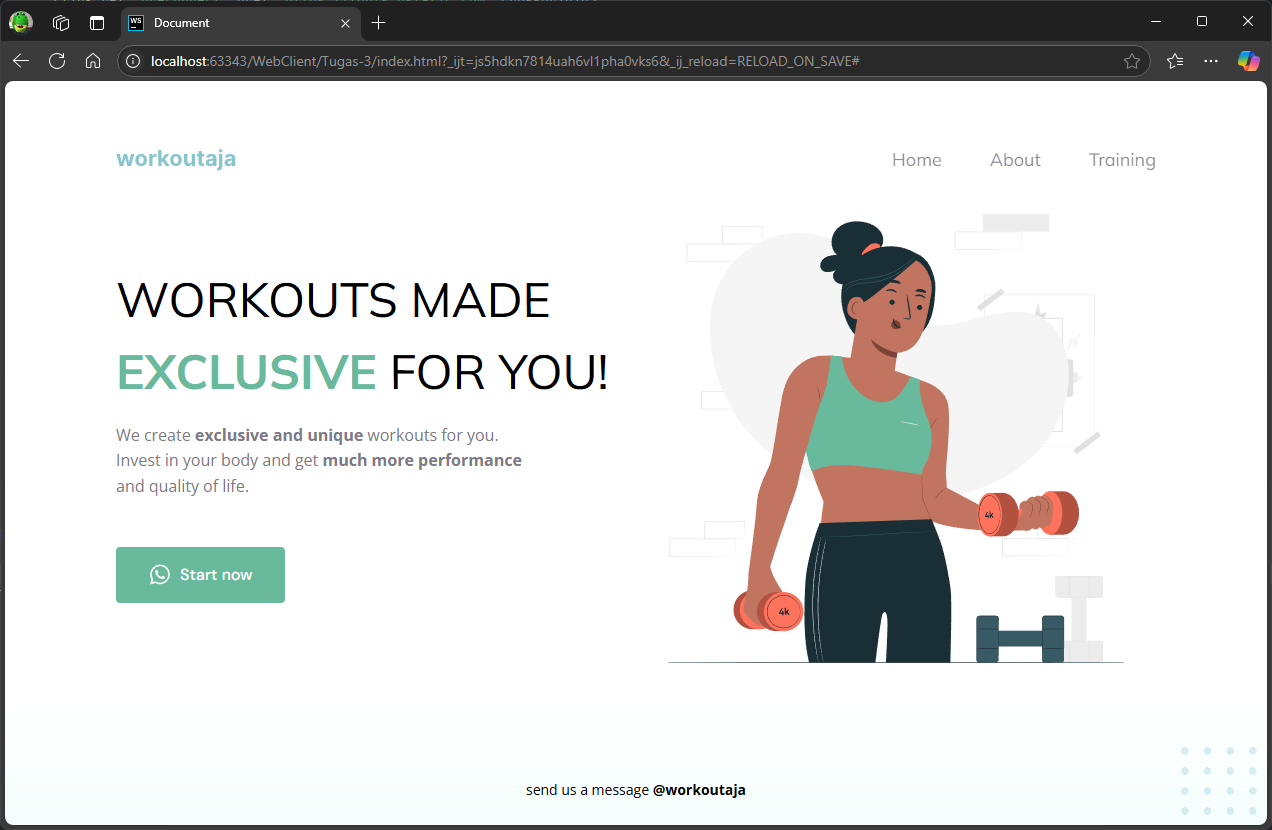 WS
Document
localhost:63343/WebClient/Tugas-3/index.html?_ijt=js5hdkn7814uah6vl1pha0vks6&_ij_reload=RELOAD_ON_SAVE#
workoutaja
Home About Training
WORKOUTS MADE
EXCLUSIVE FOR YOU!
We create exclusive and unique workouts for you.
Invest in your body and get much more performance
and quality of life.
Start now
4k
4k
send us a message @workoutaja